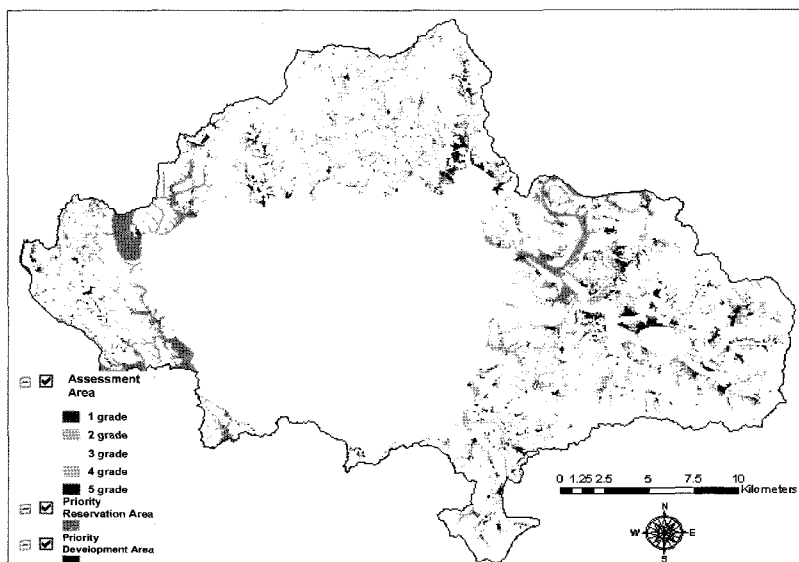 Assessment
Area
1 grade
2 grade
3 grade
4 grade
5 grade
Priority
Reservation Area
Priority
Development Area
0 1.25 2.5 5 7.5 10
Kilometers
N
W E
S